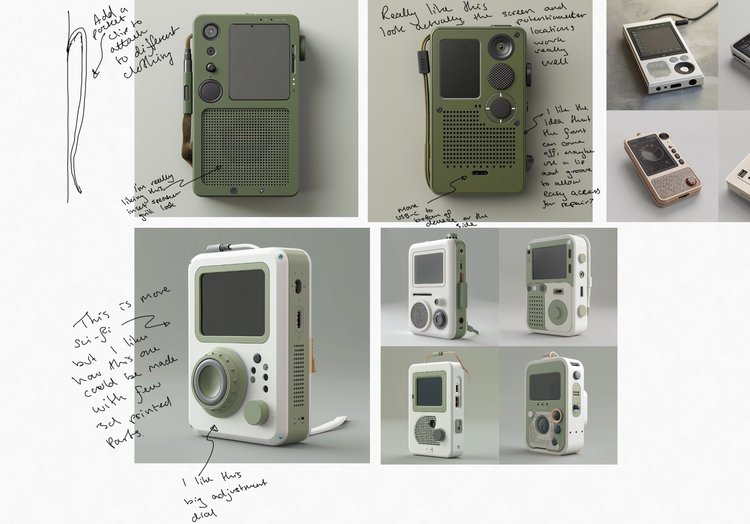 Add a
pocket
clip to
attach
to different
clothing
Really like this
look actually the screen and
potentiometer
locations
work
really
well
I like the
idea that
the front
can come
off, maybe
use a lip
and groove
to allow
easy access
for repair?
I'm really
liking this
inset speaker
grill look
move
USB-C to
bottom of
device or the
side
This is more
sci-fi
but I like
how this one
could be made
with few
3d printed
parts.
I like this
big adjustment
dial